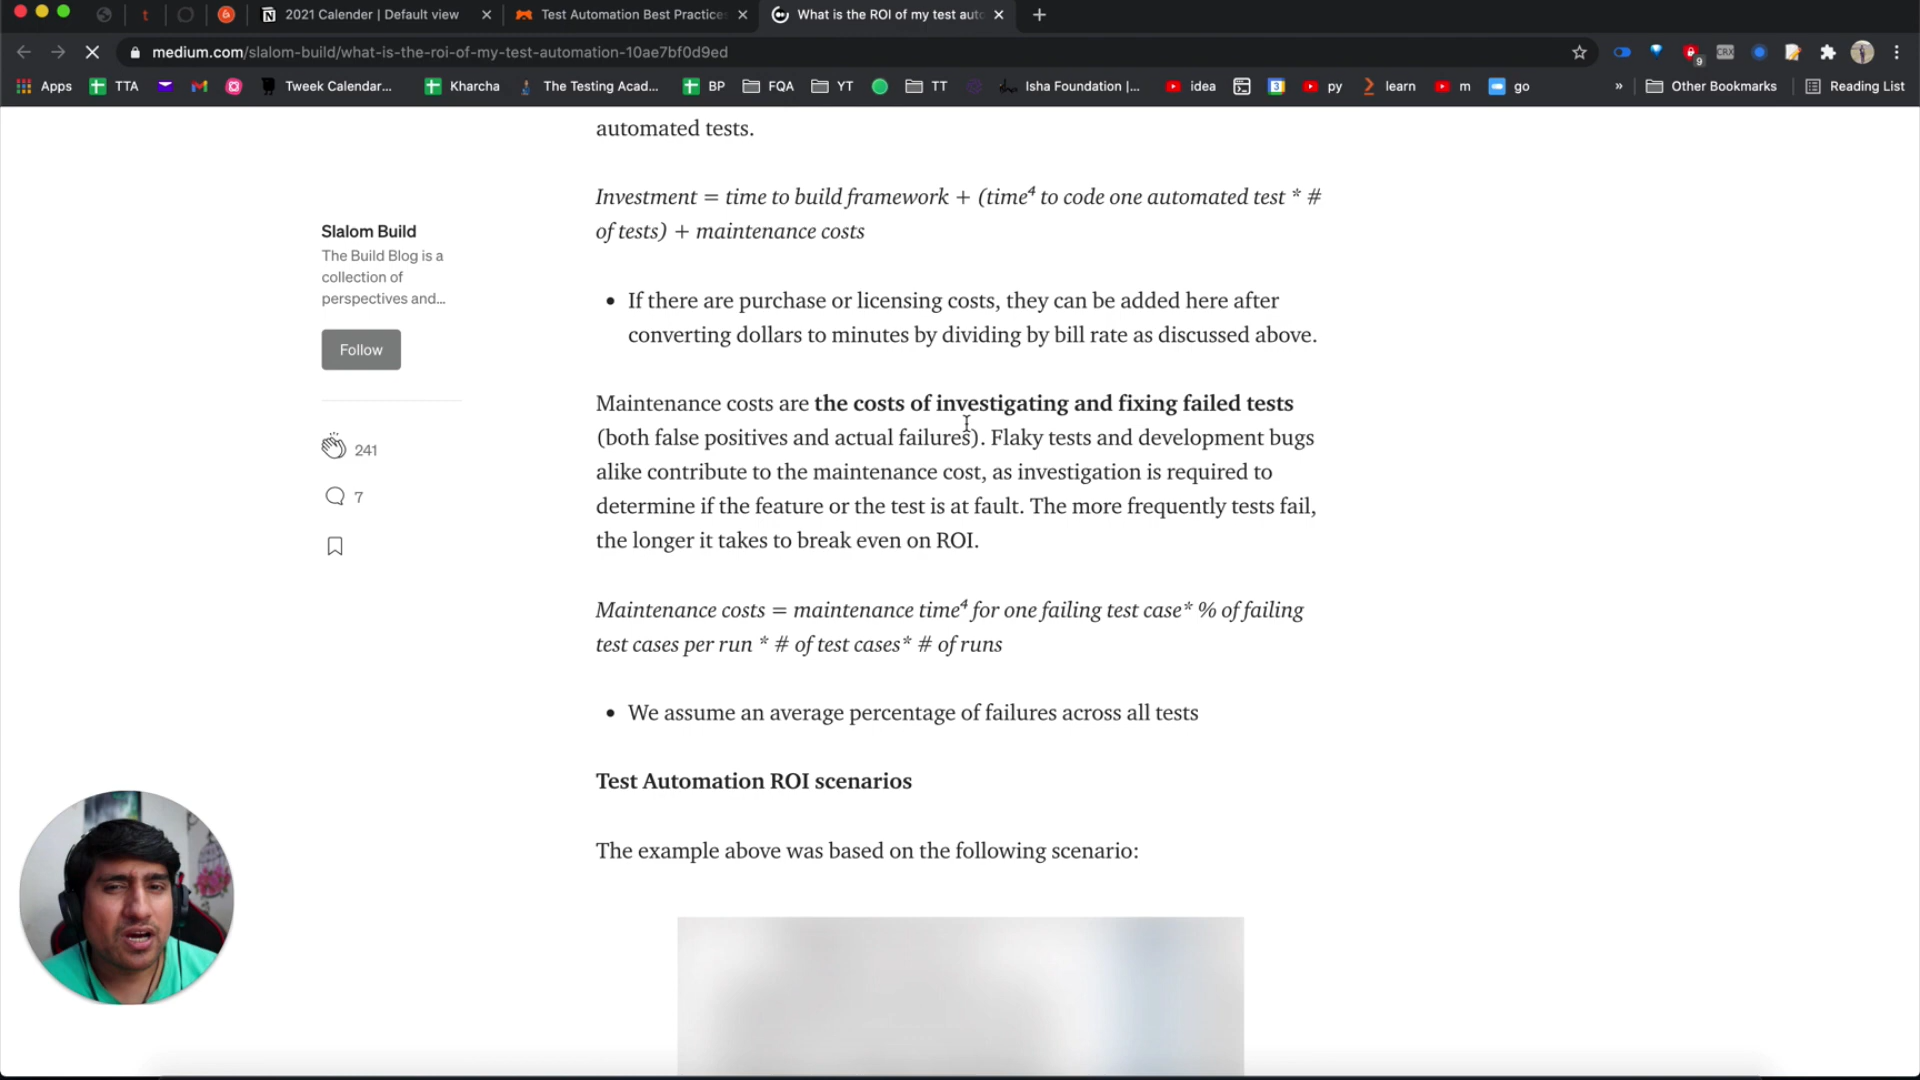 2021 Calender | Default view
Test Automation Best Practice
What is the ROI of my test auto
medium.com/slalom-build/what-is-the-roi-of-my-test-automation-10ae7bf0d9ed
9
Apps
TTA
Tweek Calendar...
Kharcha
The Testing Acad...
BP
FQA
YT
TT
Isha Foundation |...
idea
3
py
learn
m
go
»
Other Bookmarks
Reading List
automated tests.
Investment = time to build framework + (time⁴ to code one automated test * #
of tests) + maintenance costs
Slalom Build
The Build Blog is a
collection of
perspectives and...
Follow
241
7
• If there are purchase or licensing costs, they can be added here after
converting dollars to minutes by dividing by bill rate as discussed above.
Maintenance costs are the costs of investigating and fixing failed tests
(both false positives and actual failures). Flaky tests and development bugs
alike contribute to the maintenance cost, as investigation is required to
determine if the feature or the test is at fault. The more frequently tests fail,
the longer it takes to break even on ROI.
Maintenance costs = maintenance time⁴ for one failing test case* % of failing
test cases per run * # of test cases* # of runs
• We assume an average percentage of failures across all tests
Test Automation ROI scenarios
The example above was based on the following scenario: